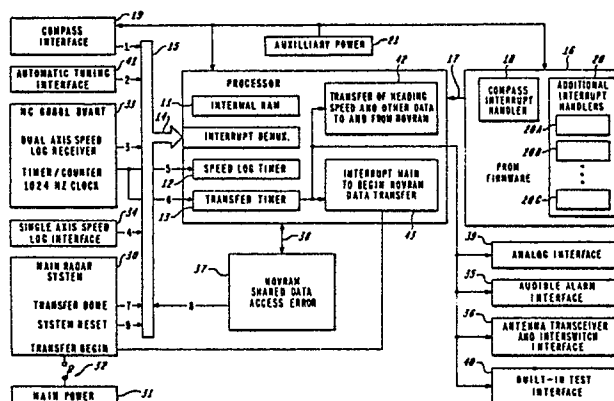 19
COMPASS
INTERFACE
1
15
AUXILLIARY POWER
21
42
16
41
AUTOMATIC TUNING
INTERFACE
2
PROCESSOR
11
INTERNAL RAM
TRANSFER OF HEADING
SPEED AND OTHER DATA
TO AND FROM NOVRAM
17
18
COMPASS
INTERRUPT
HANDLER
20
ADDITIONAL
INTERRUPT
HANDLERS
20A
20B
20G
PROM
FIRMWARE
33
MC 68681 DUART
DUAL AXIS SPEED
LOG RECEIVER
3
TIMER/COUNTER
1024 HZ CLOCK
14
INTERRUPT DEMUX.
5
SPEED LOG TIMER
12
6
TRANSFER TIMER
13
INTERRUPT MAIN
TO BEGIN NOVRAM
DATA TRANSFER
43
34
SINGLE AXIS SPEED
LOG INTERFACE
4
39
ANALOG INTERFACE
30
MAIN RADAR
SYSTEM
TRANSFER DONE
7
SYSTEM RESET
9
TRANSFER BEGIN
38
37
NOVRAM
SHARED DATA
ACCESS ERROR
8
35
AUDIBLE ALARM
INTERFACE
36
ANTENNA TRANSCEIVER
AND INTERSWITCH
INTERFACE
32
MAIN POWER
31
40
BUILT-IN TEST
INTERFACE